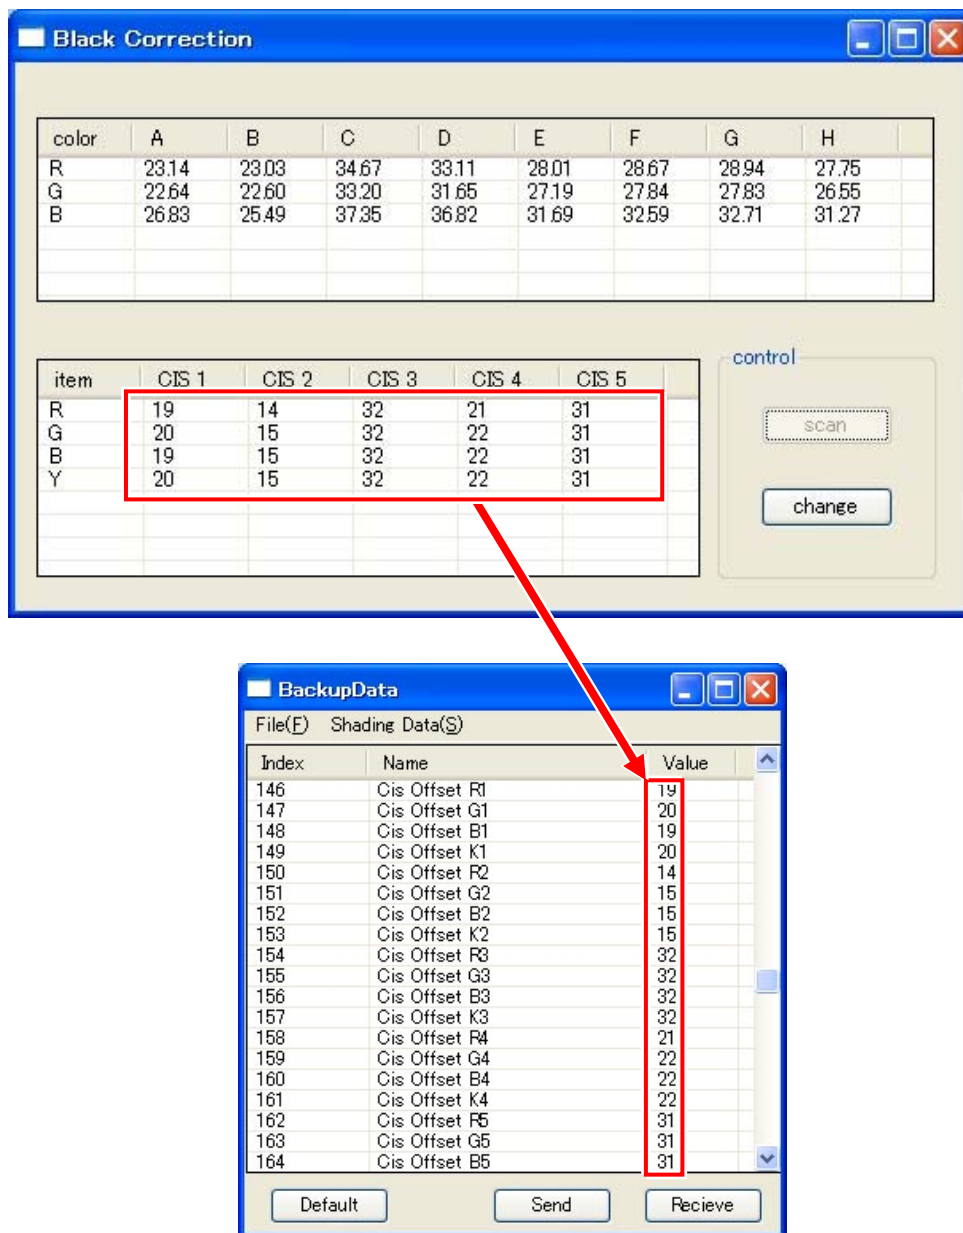 Black Correction
color A B C D E F G H
R 23.14 23.03 34.67 33.11 28.01 28.67 28.94 27.75
G 22.64 22.60 33.20 31.65 27.19 27.84 27.83 26.55
B 26.83 25.49 37.35 36.82 31.69 32.59 32.71 31.27
control
item CIS 1 CIS 2 CIS 3 CIS 4 CIS 5
R 19 14 32 21 31
G 20 15 32 22 31
B 19 15 32 22 31
Y 20 15 32 22 31
scan
change
BackupData
File(F) Shading Data(S)
Index Name Value
146 Cis Offset R1 19
147 Cis Offset G1 20
148 Cis Offset B1 19
149 Cis Offset K1 20
150 Cis Offset R2 14
151 Cis Offset G2 15
152 Cis Offset B2 15
153 Cis Offset K2 15
154 Cis Offset R3 32
155 Cis Offset G3 32
156 Cis Offset B3 32
157 Cis Offset K3 32
158 Cis Offset R4 21
159 Cis Offset G4 22
160 Cis Offset B4 22
161 Cis Offset K4 22
162 Cis Offset R5 31
163 Cis Offset G5 31
164 Cis Offset B5 31
Default Send Recieve